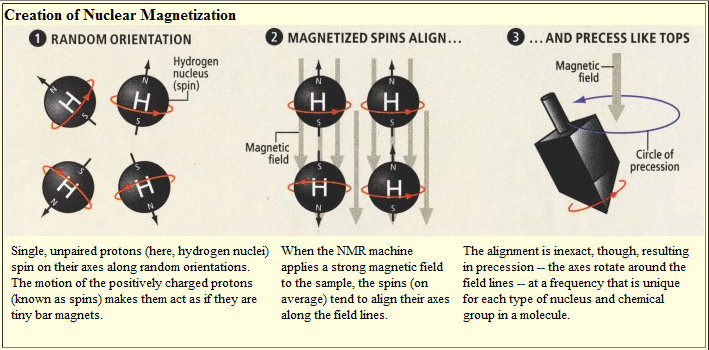 Creation of Nuclear Magnetization
1 RANDOM ORIENTATION
Hydrogen
nucleus
(spin)
N
H
S
N
H
S
S
H
N
S
H
N
Single, unpaired protons (here, hydrogen nuclei)
spin on their axes along random orientations.
The motion of the positively charged protons
(known as spins) makes them act as if they are
tiny bar magnets.
2 MAGNETIZED SPINS ALIGN...
N
H
S
N
H
S
Magnetic
field
S
H
N
N
H
S
When the NMR machine
applies a strong magnetic field
to the sample, the spins (on
average) tend to align their axes
along the field lines.
3 ...AND PRECESS LIKE TOPS
Magnetic
field
Circle of
precession
The alignment is inexact, though, resulting
in precession -- the axes rotate around the
field lines -- at a frequency that is unique
for each type of nucleus and chemical
group in a molecule.